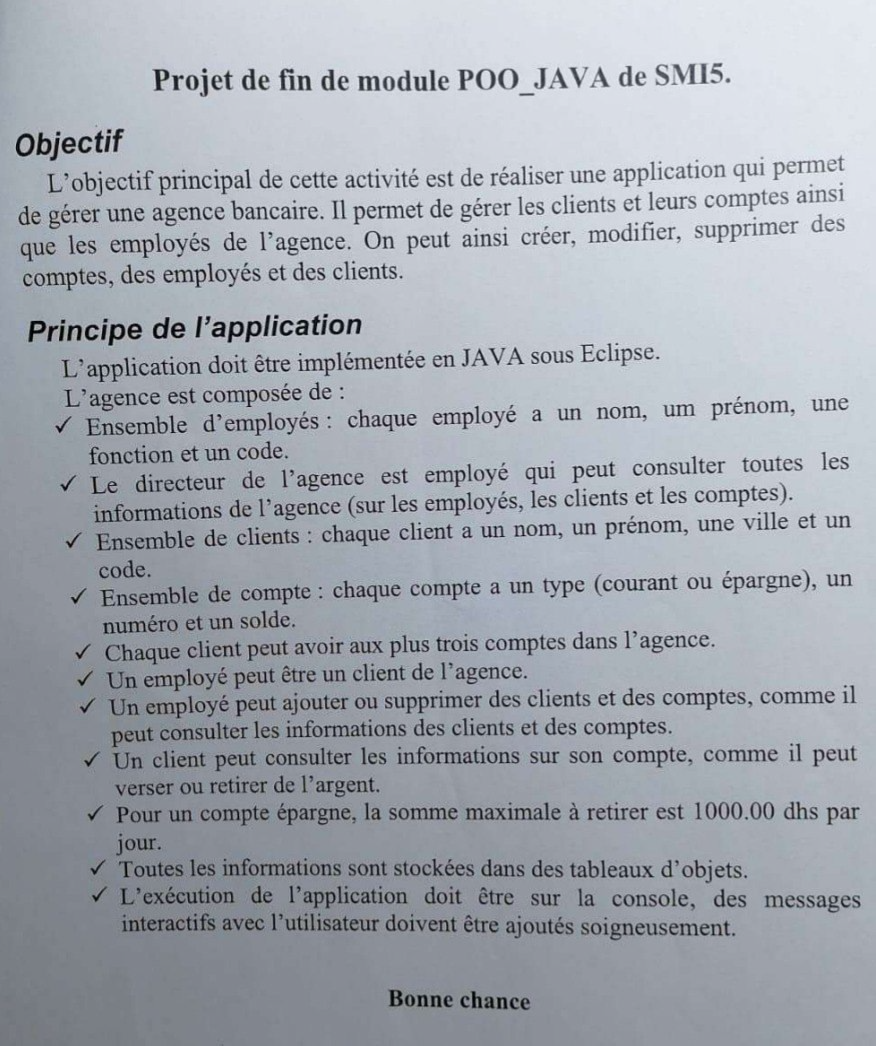 Projet de fin de module POO_JAVA de SMI5.
Objectif
L'objectif principal de cette activité est de réaliser une application qui permet
de gérer une agence bancaire. Il permet de gérer les clients et leurs comptes ainsi
que les employés de l'agence. On peut ainsi créer, modifier, supprimer des
comptes, des employés et des clients.
Principe de l'application
L'application doit être implémentée en JAVA sous Eclipse.
L'agence est composée de :
✓ Ensemble d'employés : chaque employé a un nom, um prénom, une
fonction et un code.
✓ Le directeur de l'agence est employé qui peut consulter toutes les
informations de l'agence (sur les employés, les clients et les comptes).
✓ Ensemble de clients : chaque client a un nom, un prénom, une ville et un
code.
✓ Ensemble de compte : chaque compte a un type (courant ou épargne), un
numéro et un solde.
✓ Chaque client peut avoir aux plus trois comptes dans l'agence.
✓ Un employé peut être un client de l'agence.
✓ Un employé peut ajouter ou supprimer des clients et des comptes, comme il
peut consulter les informations des clients et des comptes.
✓ Un client peut consulter les informations sur son compte, comme il peut
verser ou retirer de l'argent.
✓ Pour un compte épargne, la somme maximale à retirer est 1000.00 dhs par
jour.
✓ Toutes les informations sont stockées dans des tableaux d'objets.
✓ L'exécution de l'application doit être sur la console, des messages
interactifs avec l'utilisateur doivent être ajoutés soigneusement.
Bonne chance